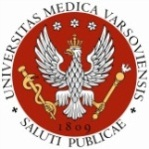 UNIVERSITAS MEDICA VARSOVIENSIS
SALUTI PUBLICAE
1809